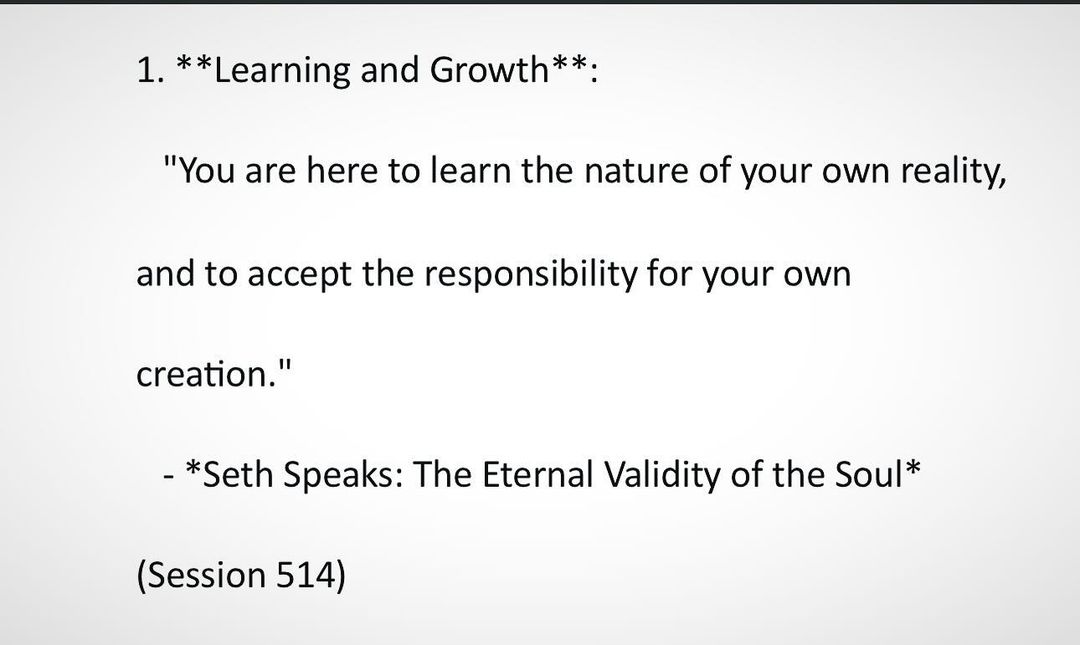 1. **Learning and Growth**:
"You are here to learn the nature of your own reality,
and to accept the responsibility for your own
creation."
- *Seth Speaks: The Eternal Validity of the Soul*
(Session 514)